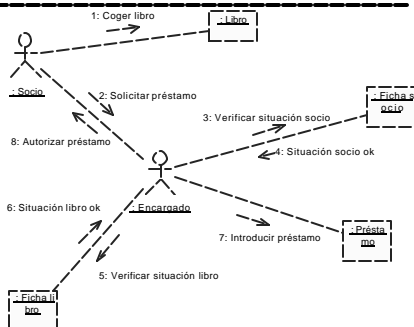 1: Coger libro
: Libro
: Socio
2: Solicitar préstamo
: Ficha s
ocio
3: Verificar situación socio
8: Autorizar préstamo
4: Situación socio ok
6: Situación libro ok
: Encargado
7: Introducir préstamo
: Présta
mo
5: Verificar situación libro
: Ficha li
bro